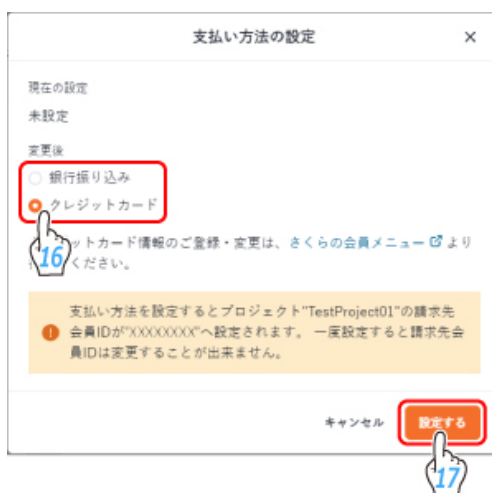 支払い方法の設定 ×
現在の設定
未設定
変更後
銀行振り込み
クレジットカード
ットカード情報のご登録・変更は、さくらの会員メニュー より
ください。
16
支払い方法を設定するとプロジェクト"TestProject01"の請求先
会員IDが"XXXXXXXX"へ設定されます。 一度設定すると請求先会
員IDは変更することが出来ません。
キャンセル 設定する
17